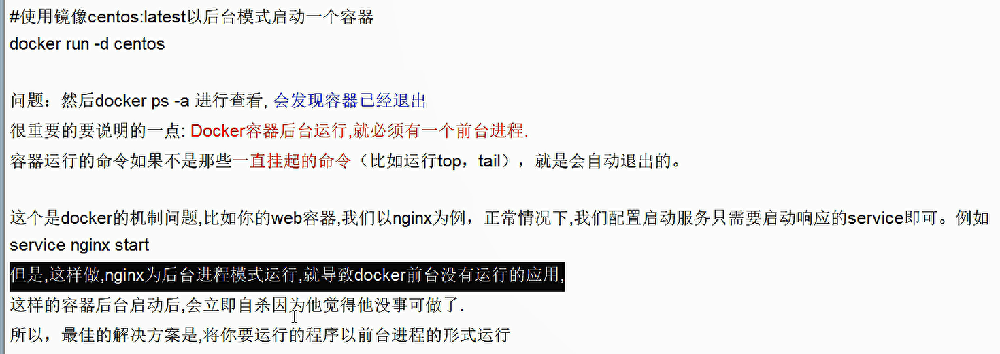 #使用镜像centos:latest以后台模式启动一个容器
docker run -d centos
问题：然后docker ps -a 进行查看, 会发现容器已经退出
很重要的要说明的一点: Docker容器后台运行,就必须有一个前台进程.
容器运行的命令如果不是那些一直挂起的命令（比如运行top，tail），就是会自动退出的。
这个是docker的机制问题,比如你的web容器,我们以nginx为例，正常情况下,我们配置启动服务只需要启动响应的service即可。例如
service nginx start
但是,这样做,nginx为后台进程模式运行,就导致docker前台没有运行的应用,
这样的容器后台启动后,会立即自杀因为他觉得他没事可做了.
所以，最佳的解决方案是,将你要运行的程序以前台进程的形式运行